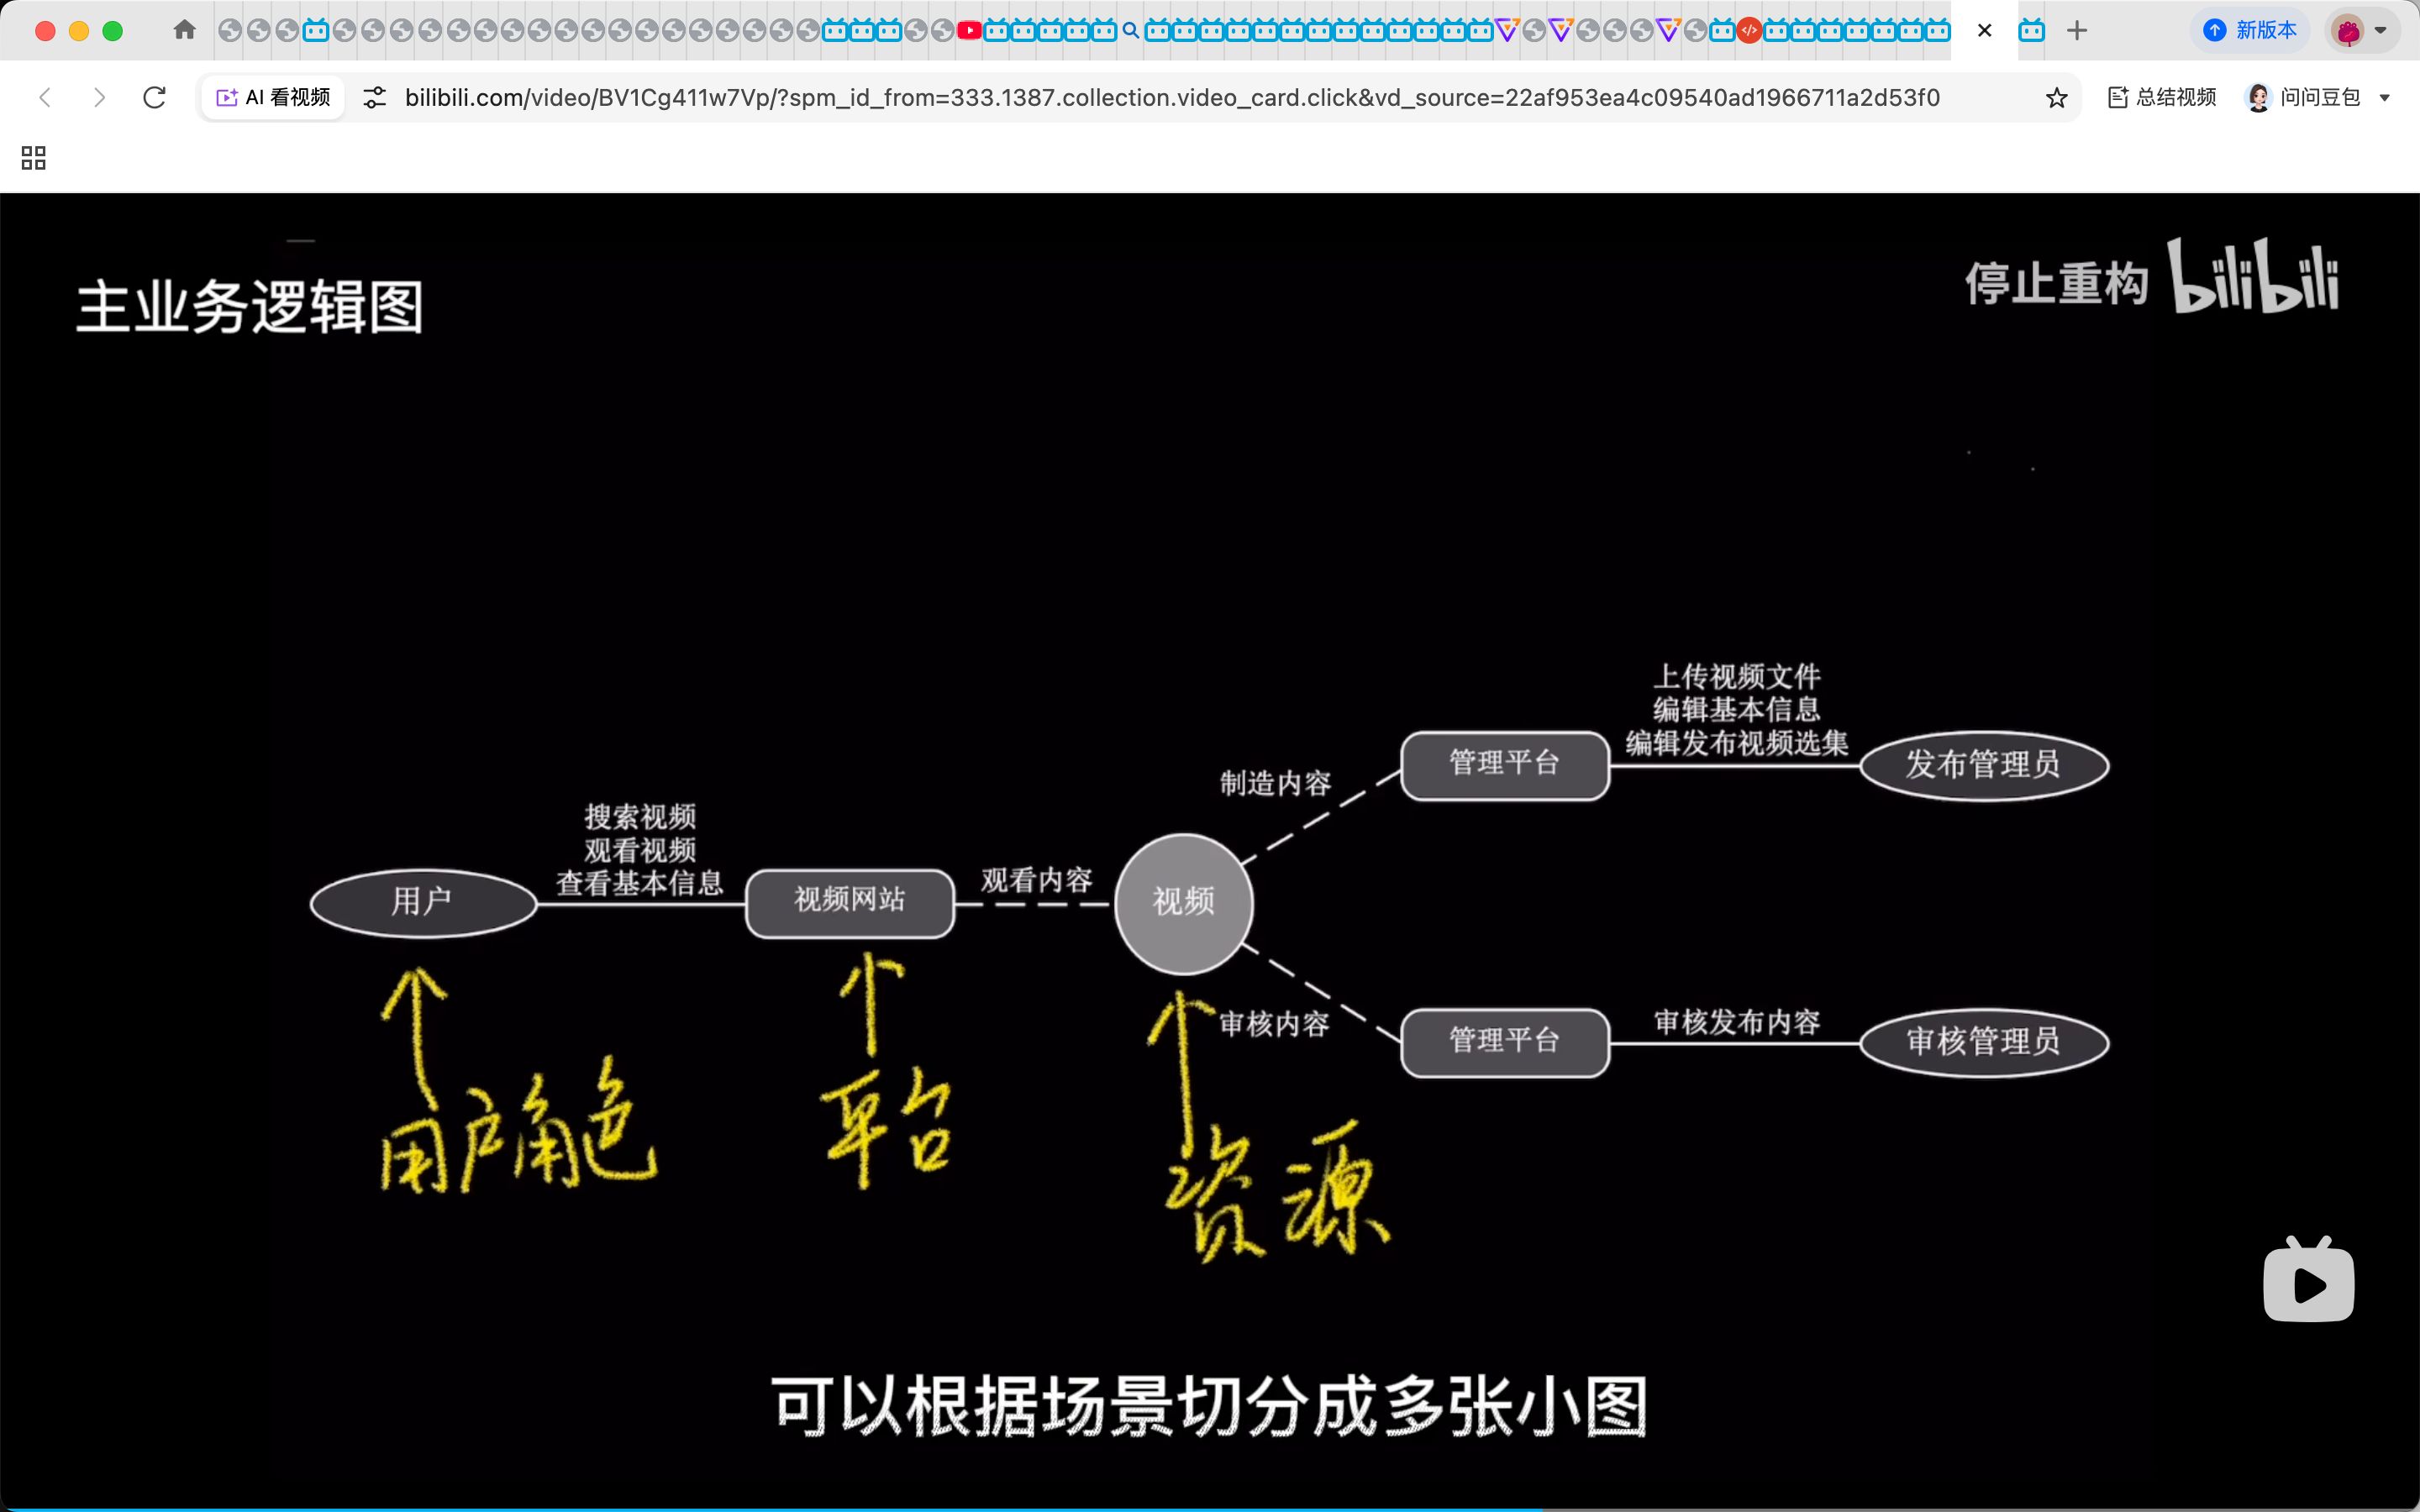 新版本
AI 看视频
bilibili.com/video/BV1Cg411w7Vp/?spm_id_from=333.1387.collection.video_card.click&vd_source=22af953ea4c09540ad1966711a2d53f0
总结视频
问问豆包
主业务逻辑图
停止重构
bilibili
上传视频文件
编辑基本信息
编辑发布视频选集
管理平台
发布管理员
制造内容
搜索视频
观看视频
查看基本信息
用户
视频网站
观看内容
视频
审核内容
管理平台
审核发布内容
审核管理员
用户角色
平台
资源
可以根据场景切分成多张小图